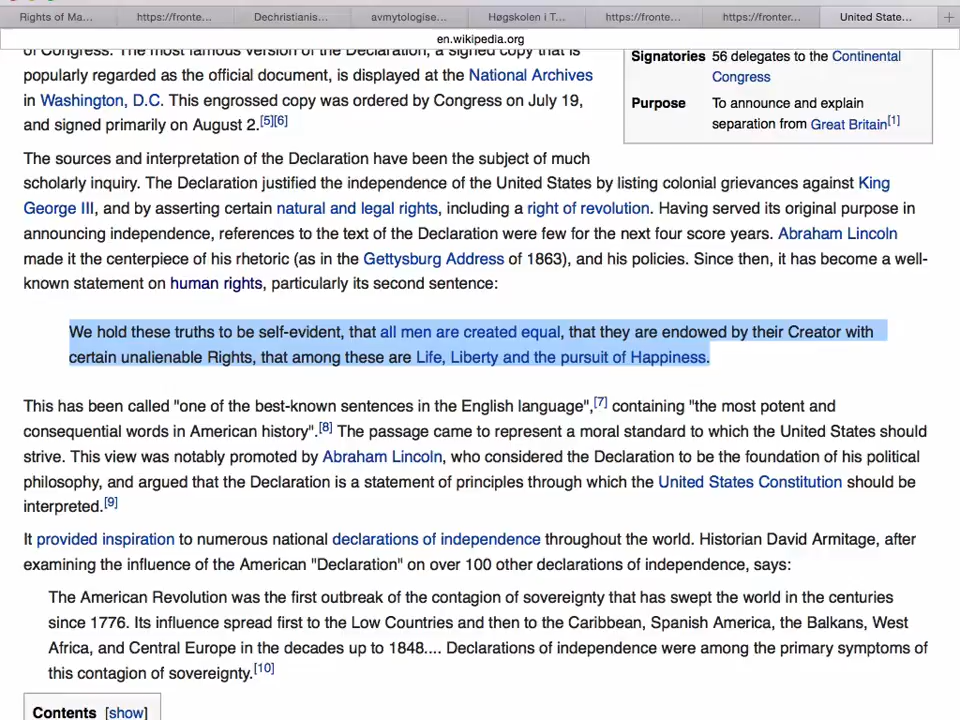 Rights of Ma...
https://fronte...
Dechristianis...
avmytologise...
Høgskolen i T...
https://fronte...
https://fronter...
United State...
en.wikipedia.org
of Congress. The most famous version of the Declaration, a signed copy that is
popularly regarded as the official document, is displayed at the National Archives
in Washington, D.C. This engrossed copy was ordered by Congress on July 19,
and signed primarily on August 2.[5][6]
Signatories 56 delegates to the Continental
Congress
Purpose To announce and explain
separation from Great Britain[1]
The sources and interpretation of the Declaration have been the subject of much
scholarly inquiry. The Declaration justified the independence of the United States by listing colonial grievances against King
George III, and by asserting certain natural and legal rights, including a right of revolution. Having served its original purpose in
announcing independence, references to the text of the Declaration were few for the next four score years. Abraham Lincoln
made it the centerpiece of his rhetoric (as in the Gettysburg Address of 1863), and his policies. Since then, it has become a well-
known statement on human rights, particularly its second sentence:
We hold these truths to be self-evident, that all men are created equal, that they are endowed by their Creator with
certain unalienable Rights, that among these are Life, Liberty and the pursuit of Happiness.
This has been called "one of the best-known sentences in the English language",[7] containing "the most potent and
consequential words in American history".[8] The passage came to represent a moral standard to which the United States should
strive. This view was notably promoted by Abraham Lincoln, who considered the Declaration to be the foundation of his political
philosophy, and argued that the Declaration is a statement of principles through which the United States Constitution should be
interpreted.[9]
It provided inspiration to numerous national declarations of independence throughout the world. Historian David Armitage, after
examining the influence of the American "Declaration" on over 100 other declarations of independence, says:
The American Revolution was the first outbreak of the contagion of sovereignty that has swept the world in the centuries
since 1776. Its influence spread first to the Low Countries and then to the Caribbean, Spanish America, the Balkans, West
Africa, and Central Europe in the decades up to 1848.... Declarations of independence were among the primary symptoms of
this contagion of sovereignty.[10]
Contents [show]